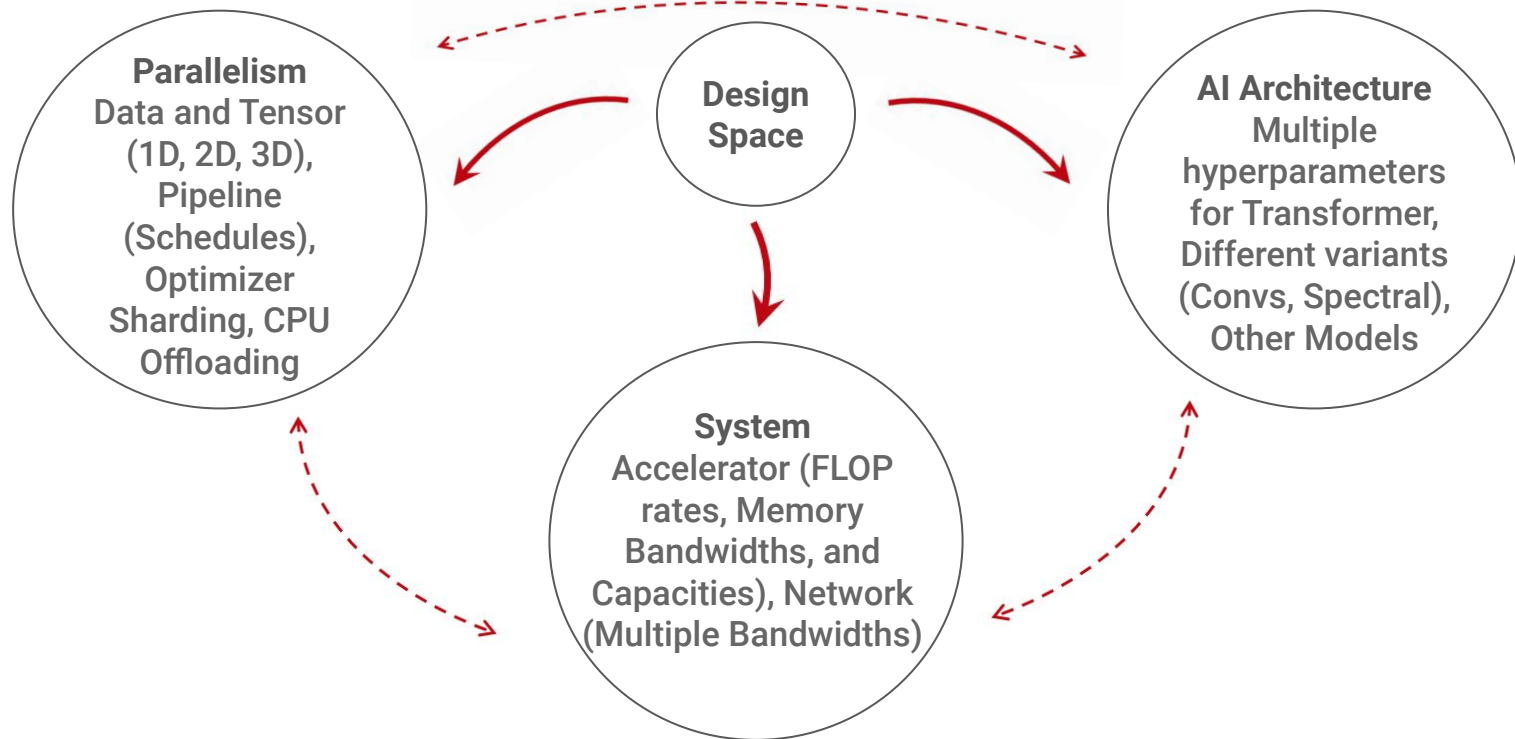 Parallelism
Data and Tensor
(1D, 2D, 3D),
Pipeline
(Schedules),
Optimizer
Sharding, CPU
Offloading
Design
Space
AI Architecture
Multiple
hyperparameters
for Transformer,
Different variants
(Convs, Spectral),
Other Models
System
Accelerator (FLOP
rates, Memory
Bandwidths, and
Capacities), Network
(Multiple Bandwidths)